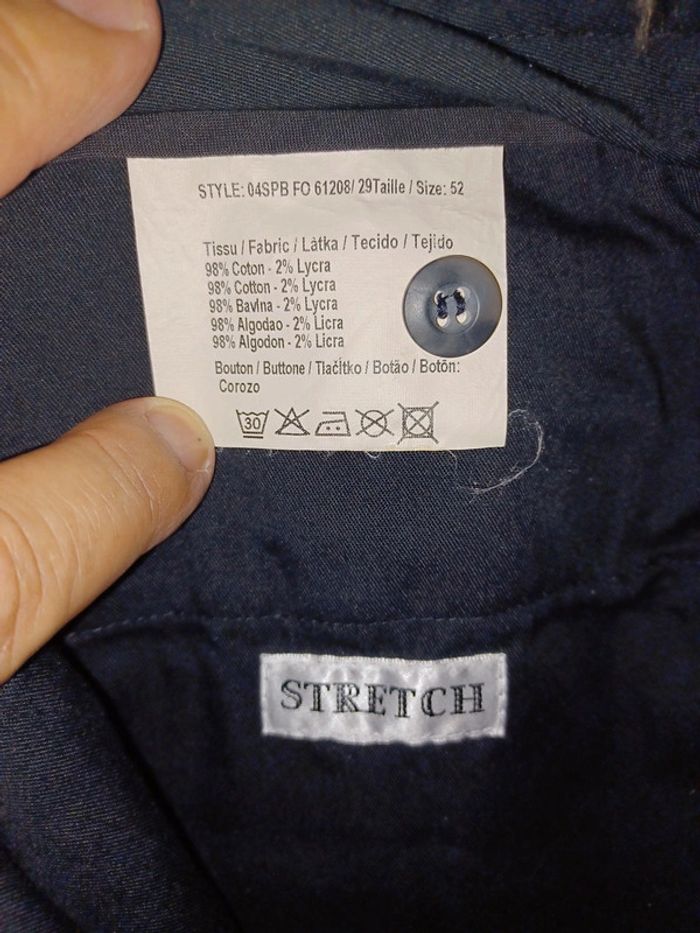 STYLE: 04SPB FO 61208/ 29Taille / Size: 52
Tissu / Fabric / Látka / Tecido / Tejido
98% Coton - 2% Lycra
98% Cotton - 2% Lycra
98% Bavlna - 2% Lycra
98% Algodao - 2% Licra
98% Algodon - 2% Licra
Bouton / Buttone / Tlačítko / Botão / Botôn:
Corozo
30
STRETCH